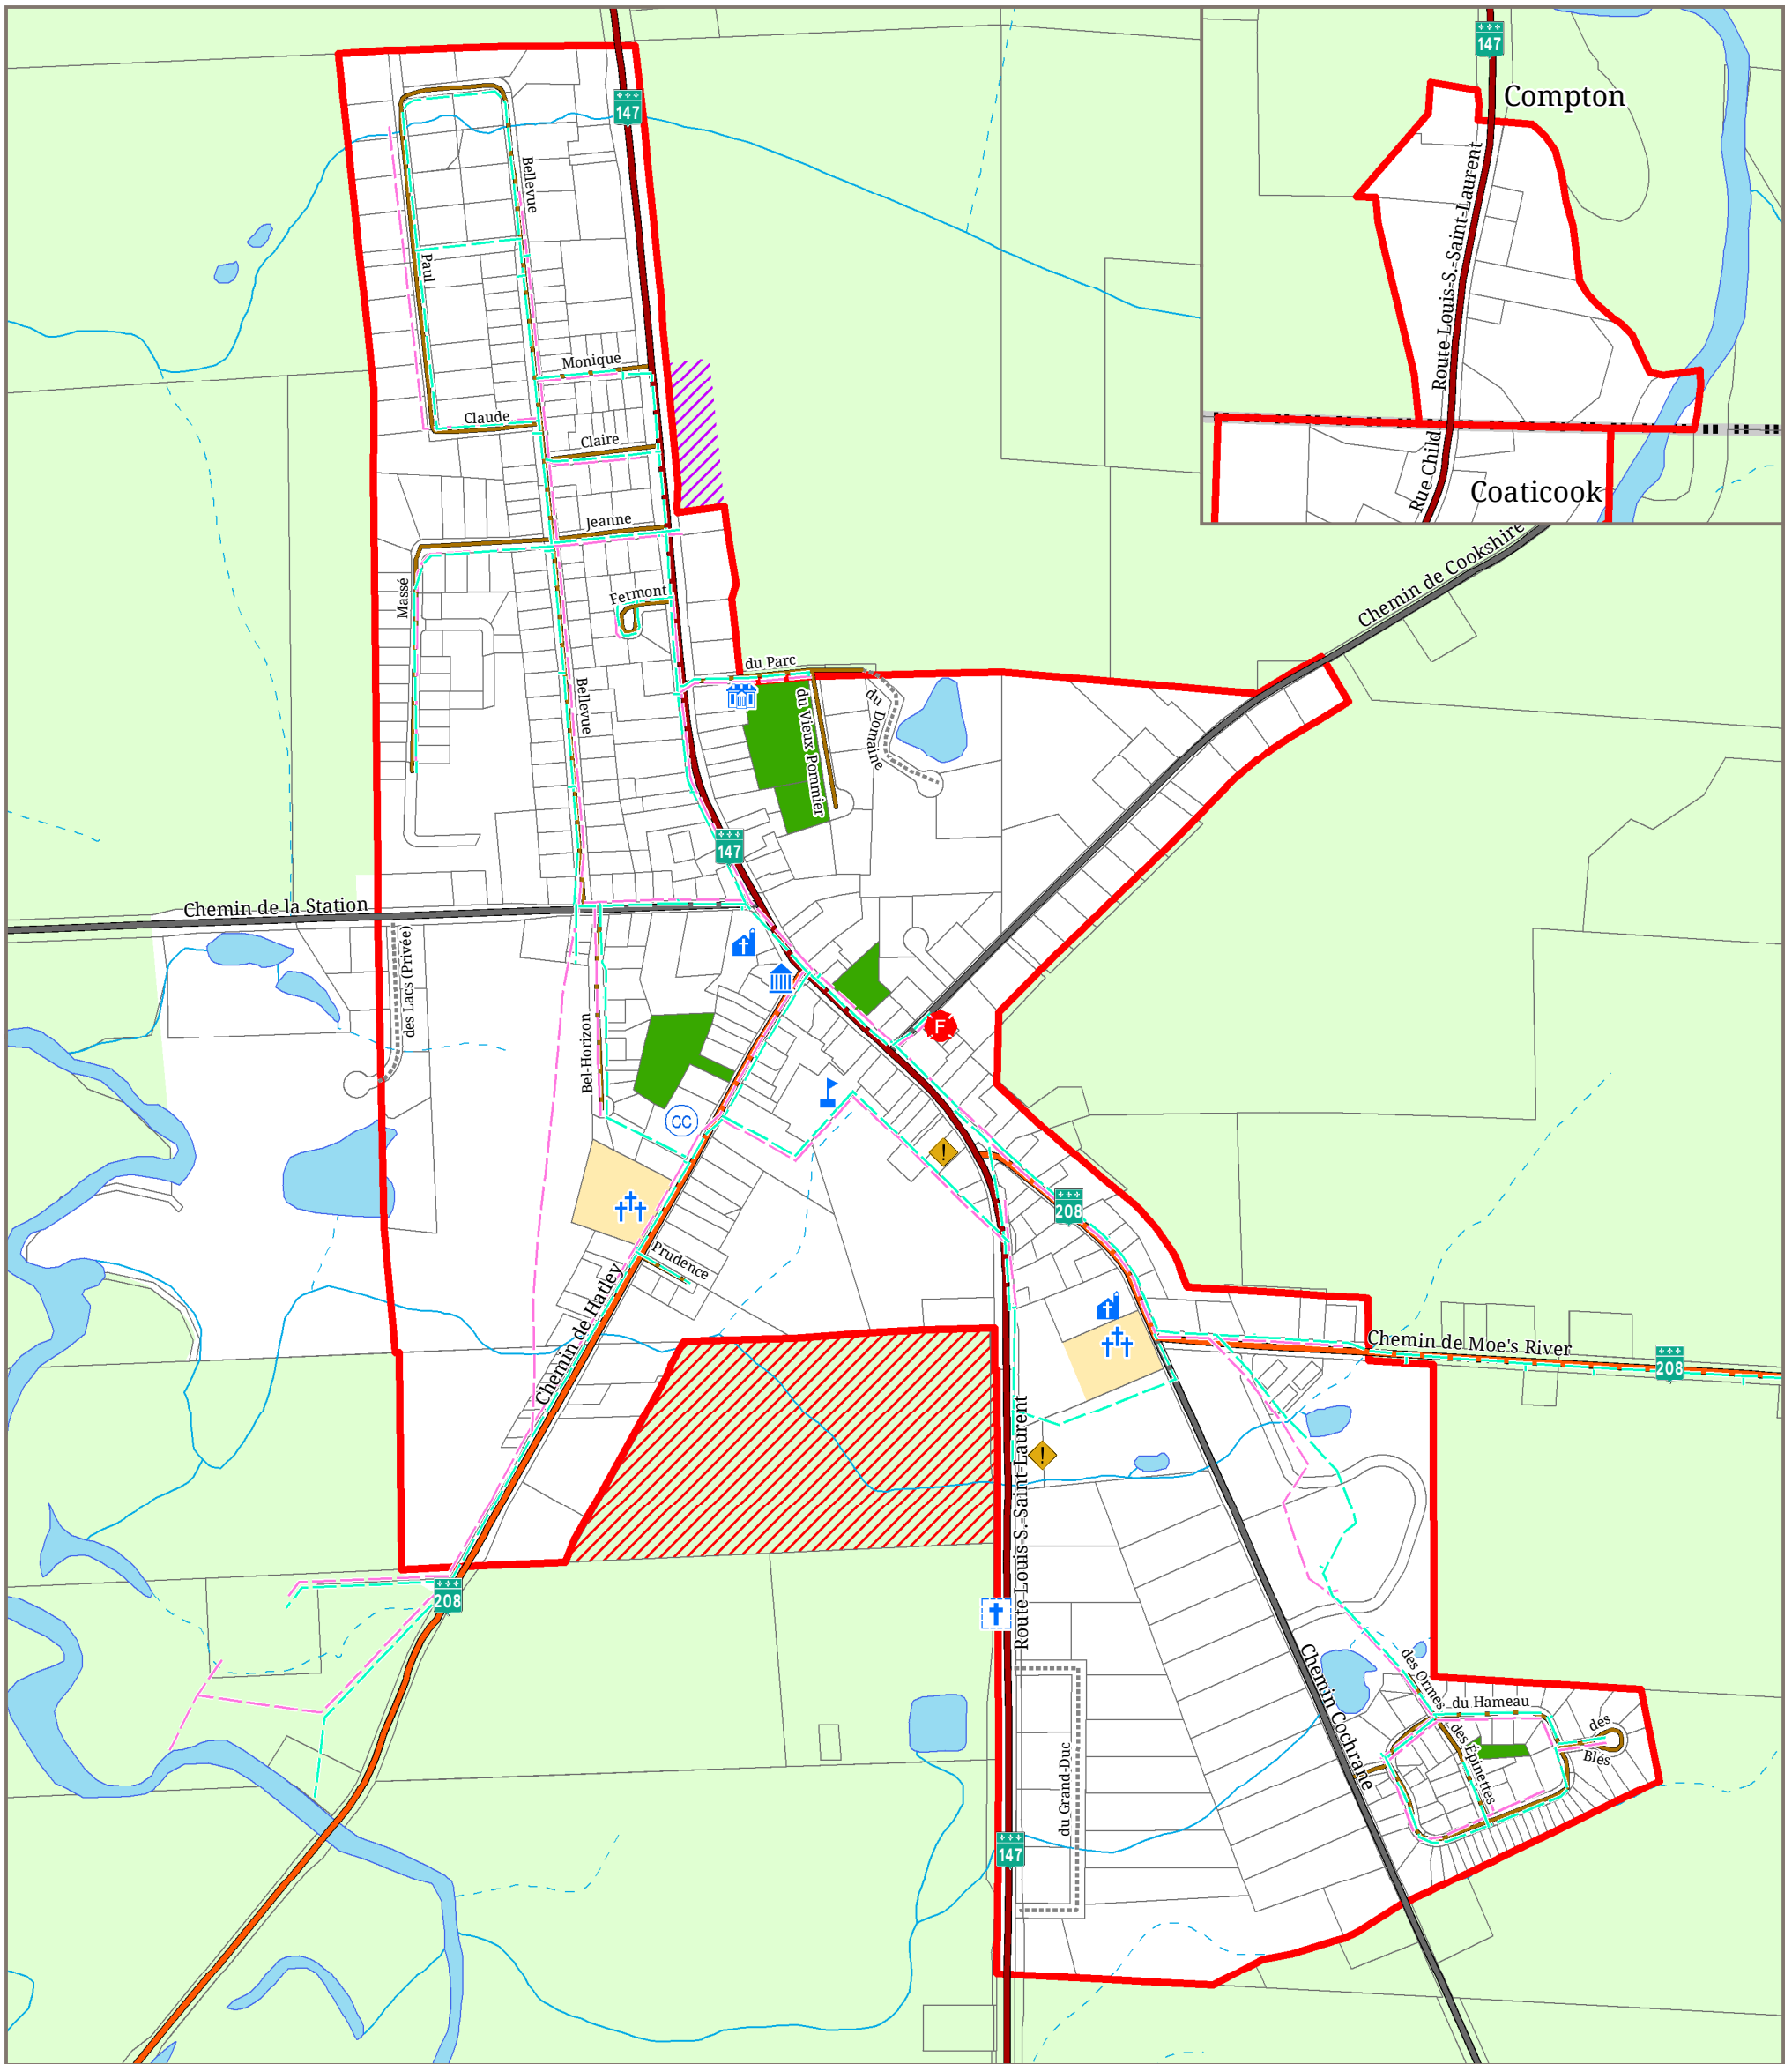 147
Compton
147
Route Louis-S.-Saint-Laurent
Rue Child
Coaticook
Bellevue
Paul
Monique
Claude
Claire
Jeanne
Massé
Fermont
Chemin de Cookshire
du Parc
du Vieux Pommier
du
Domaine
Bellevue
147
Chemin de la Station
des Lacs (Privée)
Bel-Horizon
F
CC
!
208
Prudence
Chemin de Hatley
Chemin de Moe's River
208
Route Louis-S.-Saint-Laurent
!
208
Chemin Cochrane
des Ormes
du Hameau
des Épinettes
des
Blés
du Grand-Duc
147